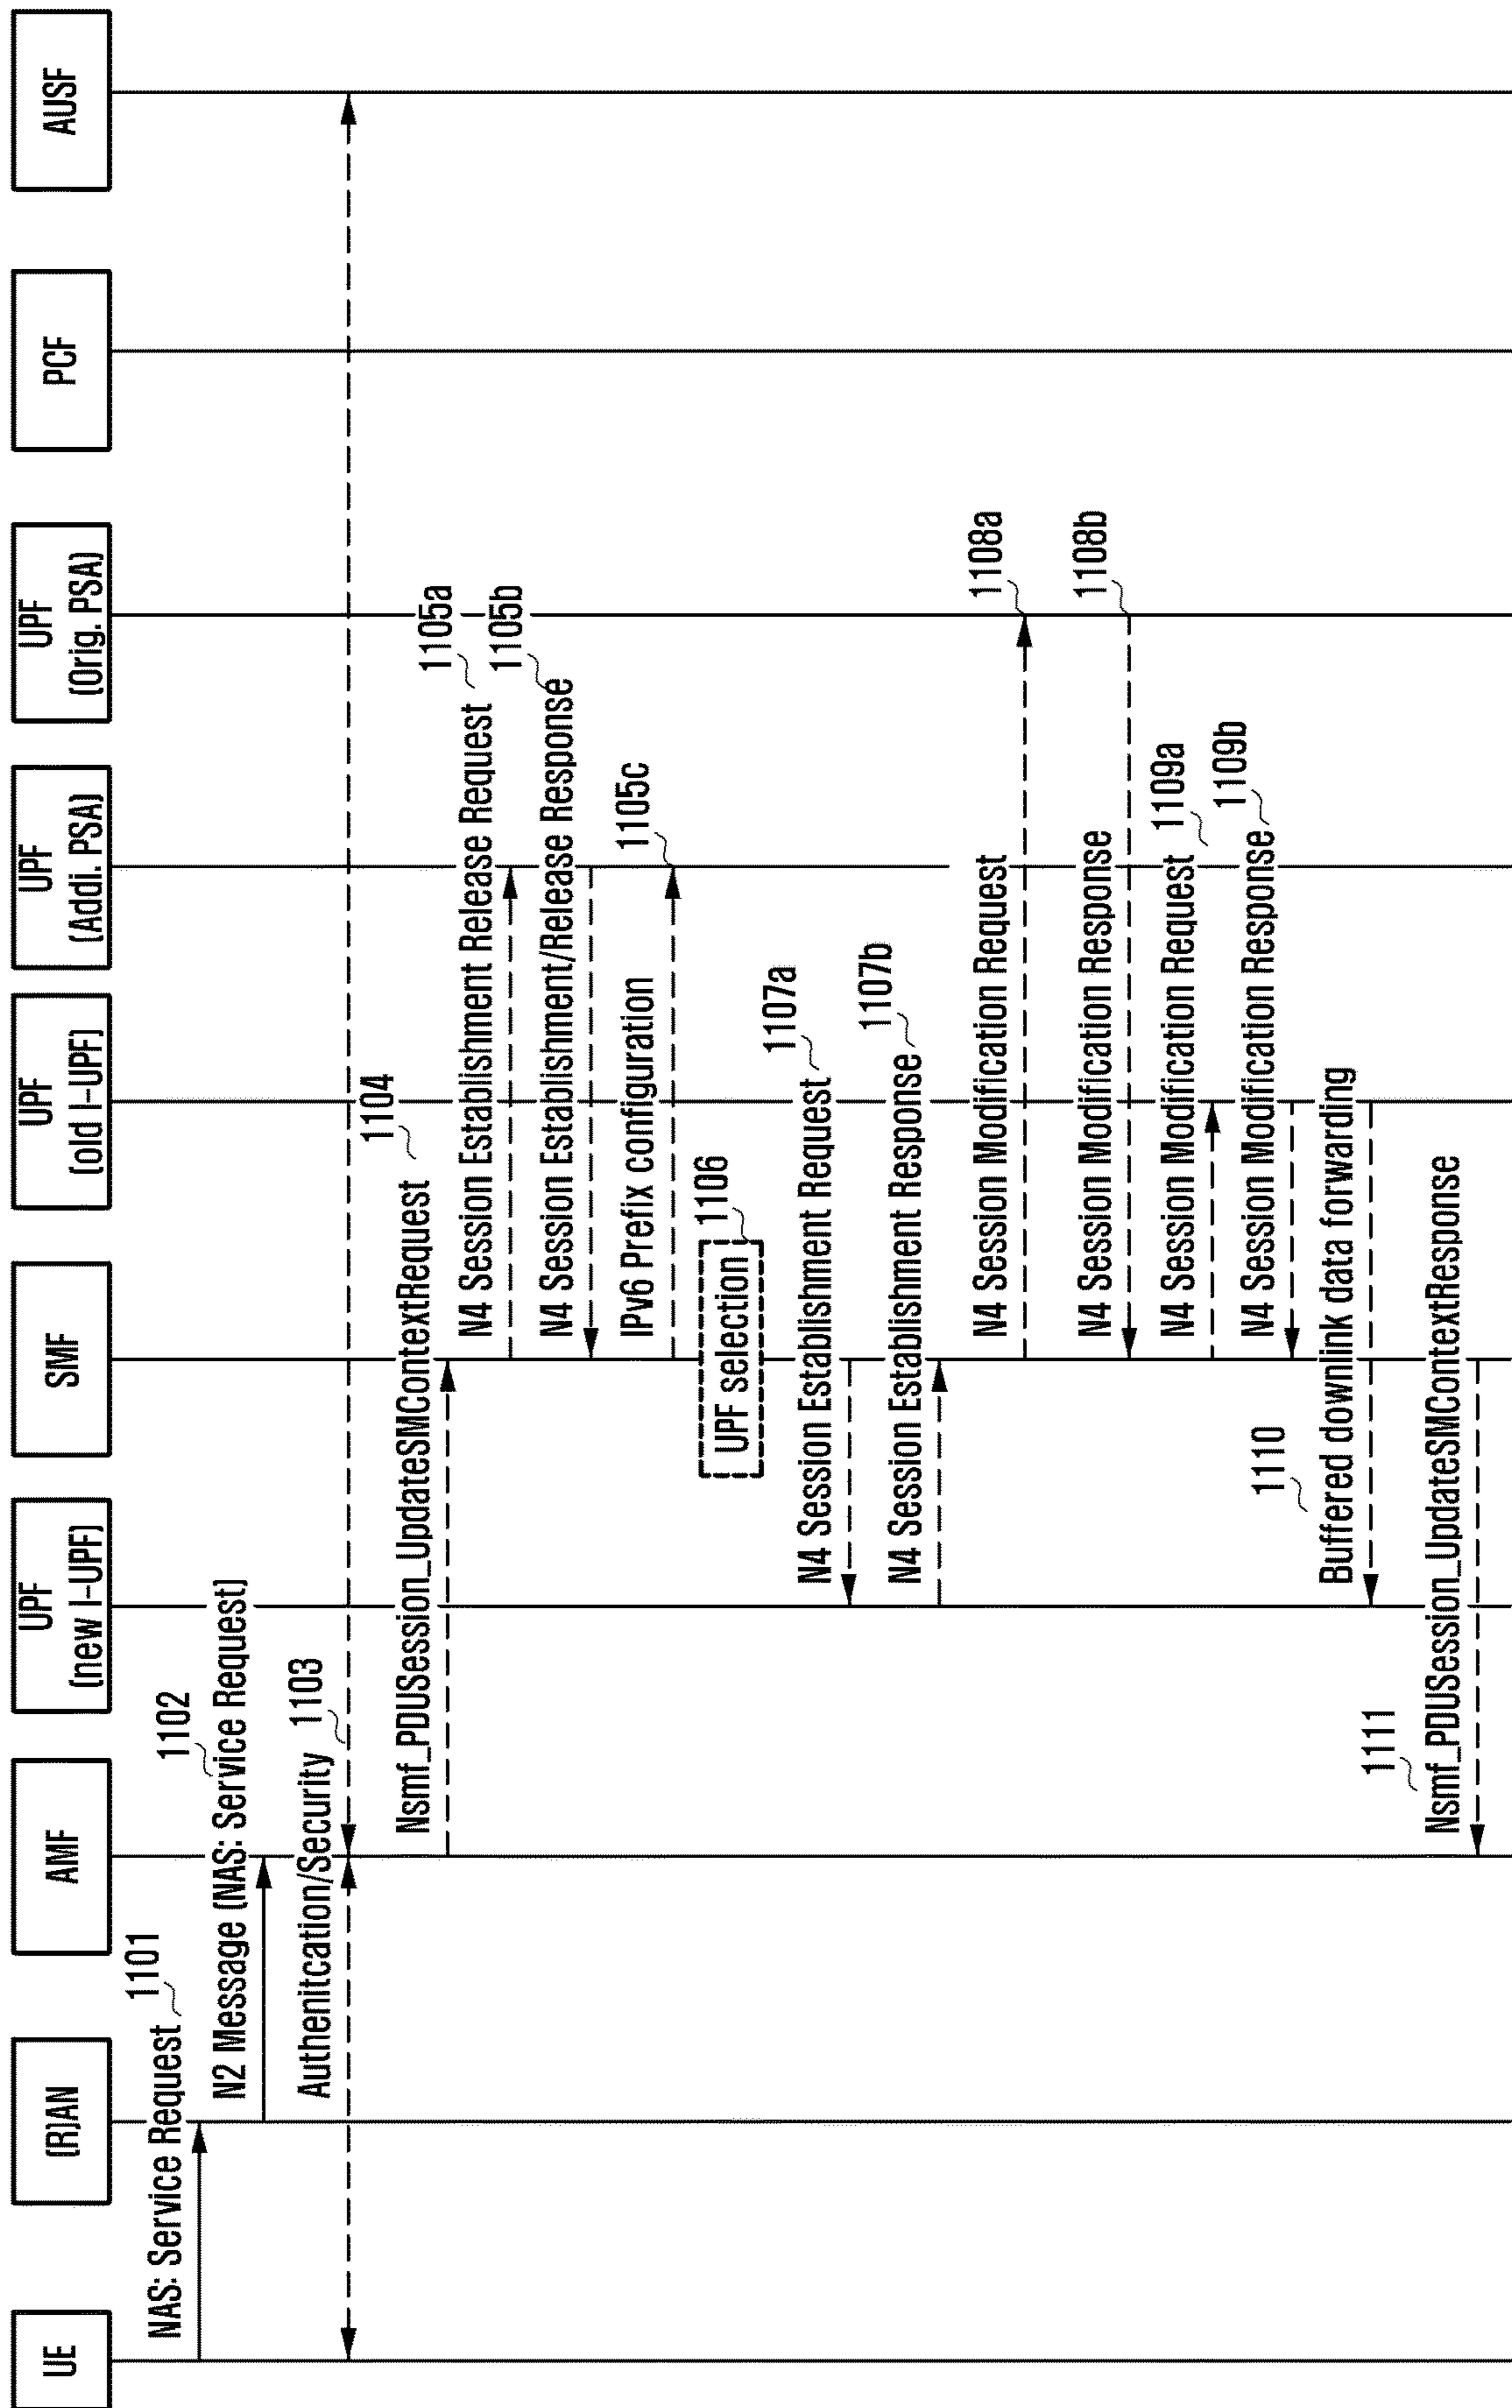 UE
(R)AN
AMF
UPF
(new I-UPF)
SMF
UPF
(old I-UPF)
UPF
(Addi. PSA)
UPF
(Orig. PSA)
PCF
AUSF
NAS: Service Request
1101
N2 Message (NAS: Service Request)
1102
Authenitcation/Security
1103
Nsmf_PDUSession_UpdateSMContextRequest
1104
N4 Session Establishment Release Request
1105a
N4 Session Establishment/Release Response
1105b
IPv6 Prefix configuration
1105c
UPF selection
1106
N4 Session Establishment Request
1107a
N4 Session Establishment Response
1107b
N4 Session Modification Request
1108a
N4 Session Modification Response
1108b
N4 Session Modification Request
1109a
N4 Session Modification Response
1109b
Buffered downlink data forwarding
1110
Nsmf_PDUSession_UpdateSMContextResponse
1111